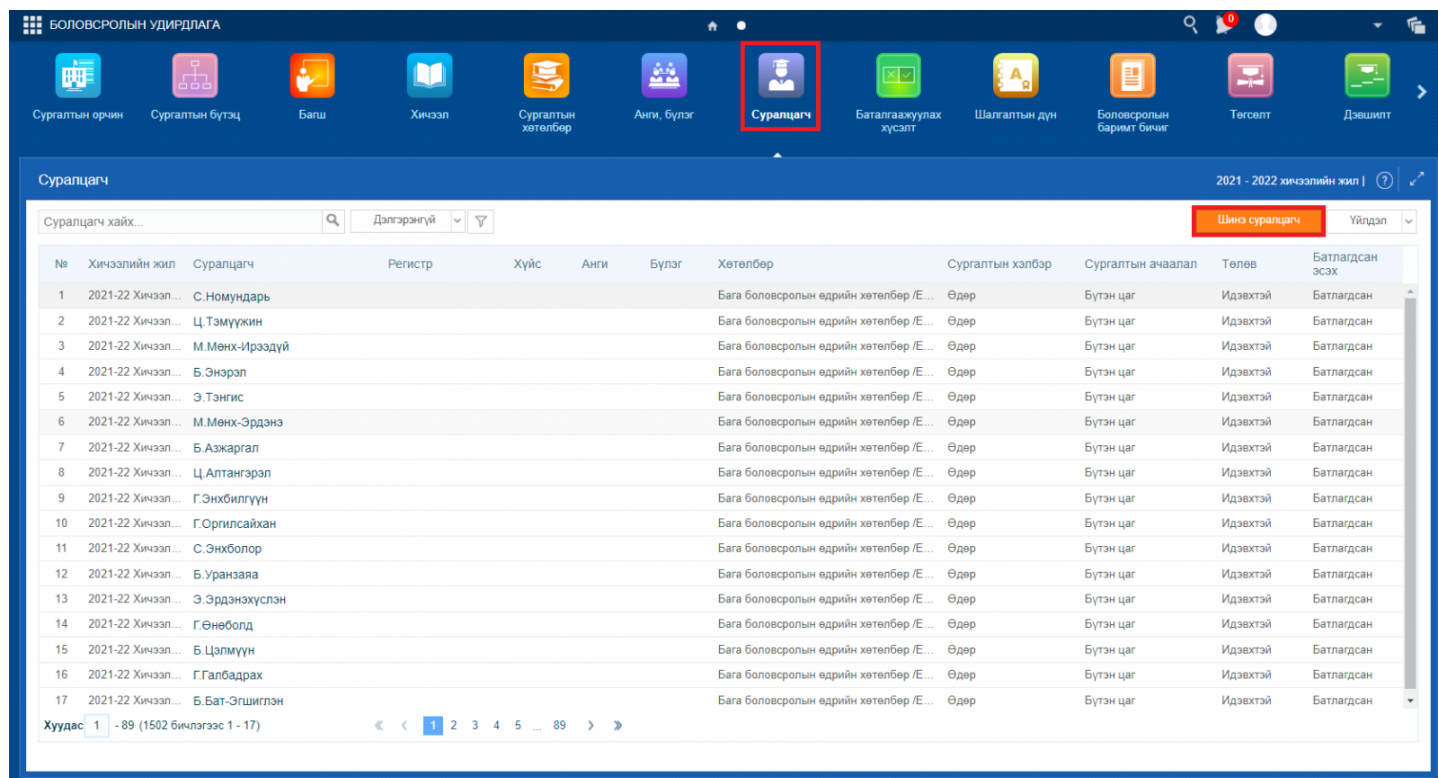 БОЛОВСРОЛЫН УДИРДЛАГА
0
Сургалтын орчин
Сургалтын бүтэц
Багш
Хичээл
Сургалтын
хөтөлбөр
Анги, бүлэг
Суралцагч
Баталгаажуулах
хүсэлт
Шалгалтын дүн
Боловсролын
баримт бичиг
Төгсөлт
Дэвшилт
Суралцагч
2021 - 2022 хичээлийн жил |
Суралцагч хайх...
Дэлгэрэнгүй
Шинэ суралцагч
Үйлдэл
№ Хичээлийн жил Суралцагч Регистр Хүйс Анги Бүлэг Хөтөлбөр Сургалтын хэлбэр Сургалтын ачаалал Төлөв Батлагдсан
эсэх
1 2021-22 Хичээл... С.Номундарь Бага боловсролын өдрийн хөтөлбөр /Е... Өдөр Бүтэн цаг Идэвхтэй Батлагдсан
2 2021-22 Хичээл... Ц.Тэмүүжин Бага боловсролын өдрийн хөтөлбөр /Е... Өдөр Бүтэн цаг Идэвхтэй Батлагдсан
3 2021-22 Хичээл... М.Мөнх-Ирээдүй Бага боловсролын өдрийн хөтөлбөр /Е... Өдөр Бүтэн цаг Идэвхтэй Батлагдсан
4 2021-22 Хичээл... Б.Энэрэл Бага боловсролын өдрийн хөтөлбөр /Е... Өдөр Бүтэн цаг Идэвхтэй Батлагдсан
5 2021-22 Хичээл... Э.Тэнгис Бага боловсролын өдрийн хөтөлбөр /Е... Өдөр Бүтэн цаг Идэвхтэй Батлагдсан
6 2021-22 Хичээл... М.Мөнх-Эрдэнэ Бага боловсролын өдрийн хөтөлбөр /Е... Өдөр Бүтэн цаг Идэвхтэй Батлагдсан
7 2021-22 Хичээл... Б.Азжаргал Бага боловсролын өдрийн хөтөлбөр /Е... Өдөр Бүтэн цаг Идэвхтэй Батлагдсан
8 2021-22 Хичээл... Ц.Алтангэрэл Бага боловсролын өдрийн хөтөлбөр /Е... Өдөр Бүтэн цаг Идэвхтэй Батлагдсан
9 2021-22 Хичээл... Г.Энхбилгүүн Бага боловсролын өдрийн хөтөлбөр /Е... Өдөр Бүтэн цаг Идэвхтэй Батлагдсан
10 2021-22 Хичээл... Г.Оргилсайхан Бага боловсролын өдрийн хөтөлбөр /Е... Өдөр Бүтэн цаг Идэвхтэй Батлагдсан
11 2021-22 Хичээл... С.Энхболор Бага боловсролын өдрийн хөтөлбөр /Е... Өдөр Бүтэн цаг Идэвхтэй Батлагдсан
12 2021-22 Хичээл... Б.Уранзаяа Бага боловсролын өдрийн хөтөлбөр /Е... Өдөр Бүтэн цаг Идэвхтэй Батлагдсан
13 2021-22 Хичээл... Э.Эрдэнэхүслэн Бага боловсролын өдрийн хөтөлбөр /Е... Өдөр Бүтэн цаг Идэвхтэй Батлагдсан
14 2021-22 Хичээл... Г.Өнөболд Бага боловсролын өдрийн хөтөлбөр /Е... Өдөр Бүтэн цаг Идэвхтэй Батлагдсан
15 2021-22 Хичээл... Б.Цэлмүүн Бага боловсролын өдрийн хөтөлбөр /Е... Өдөр Бүтэн цаг Идэвхтэй Батлагдсан
16 2021-22 Хичээл... Г.Галбадрах Бага боловсролын өдрийн хөтөлбөр /Е... Өдөр Бүтэн цаг Идэвхтэй Батлагдсан
17 2021-22 Хичээл... Б.Бат-Эгшиглэн Бага боловсролын өдрийн хөтөлбөр /Е... Өдөр Бүтэн цаг Идэвхтэй Батлагдсан
Хуудас 1 - 89 (1502 бичлэгээс 1 - 17) « ‹ 1 2 3 4 5 ... 89 › »